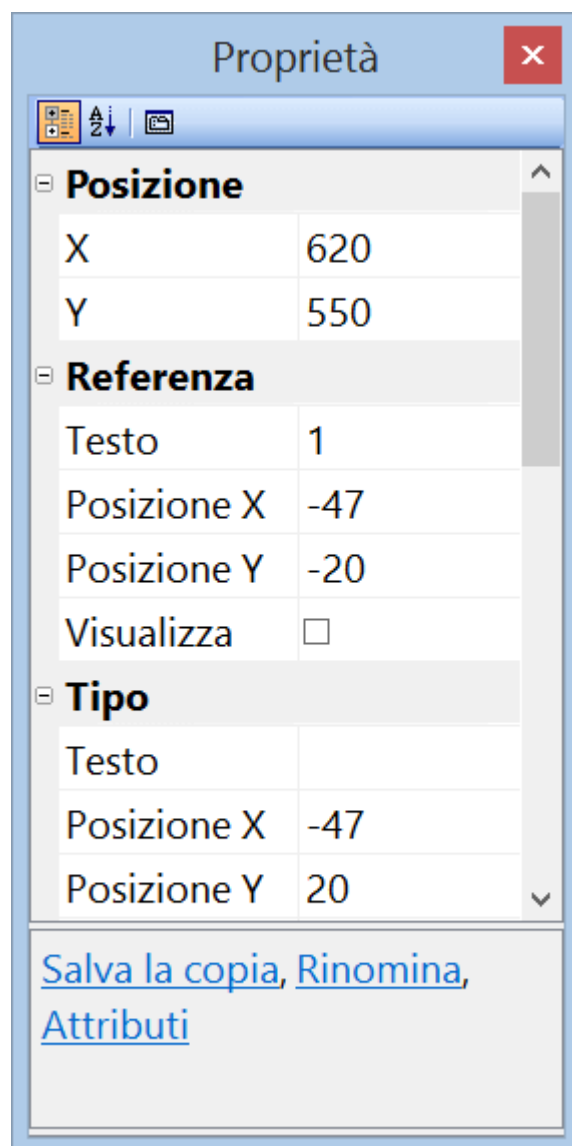 Proprietà
Posizione
X 620
Y 550
Referenza
Testo 1
Posizione X -47
Posizione Y -20
Visualizza
Tipo
Testo
Posizione X -47
Posizione Y 20
Salva la copia, Rinomina,
Attributi